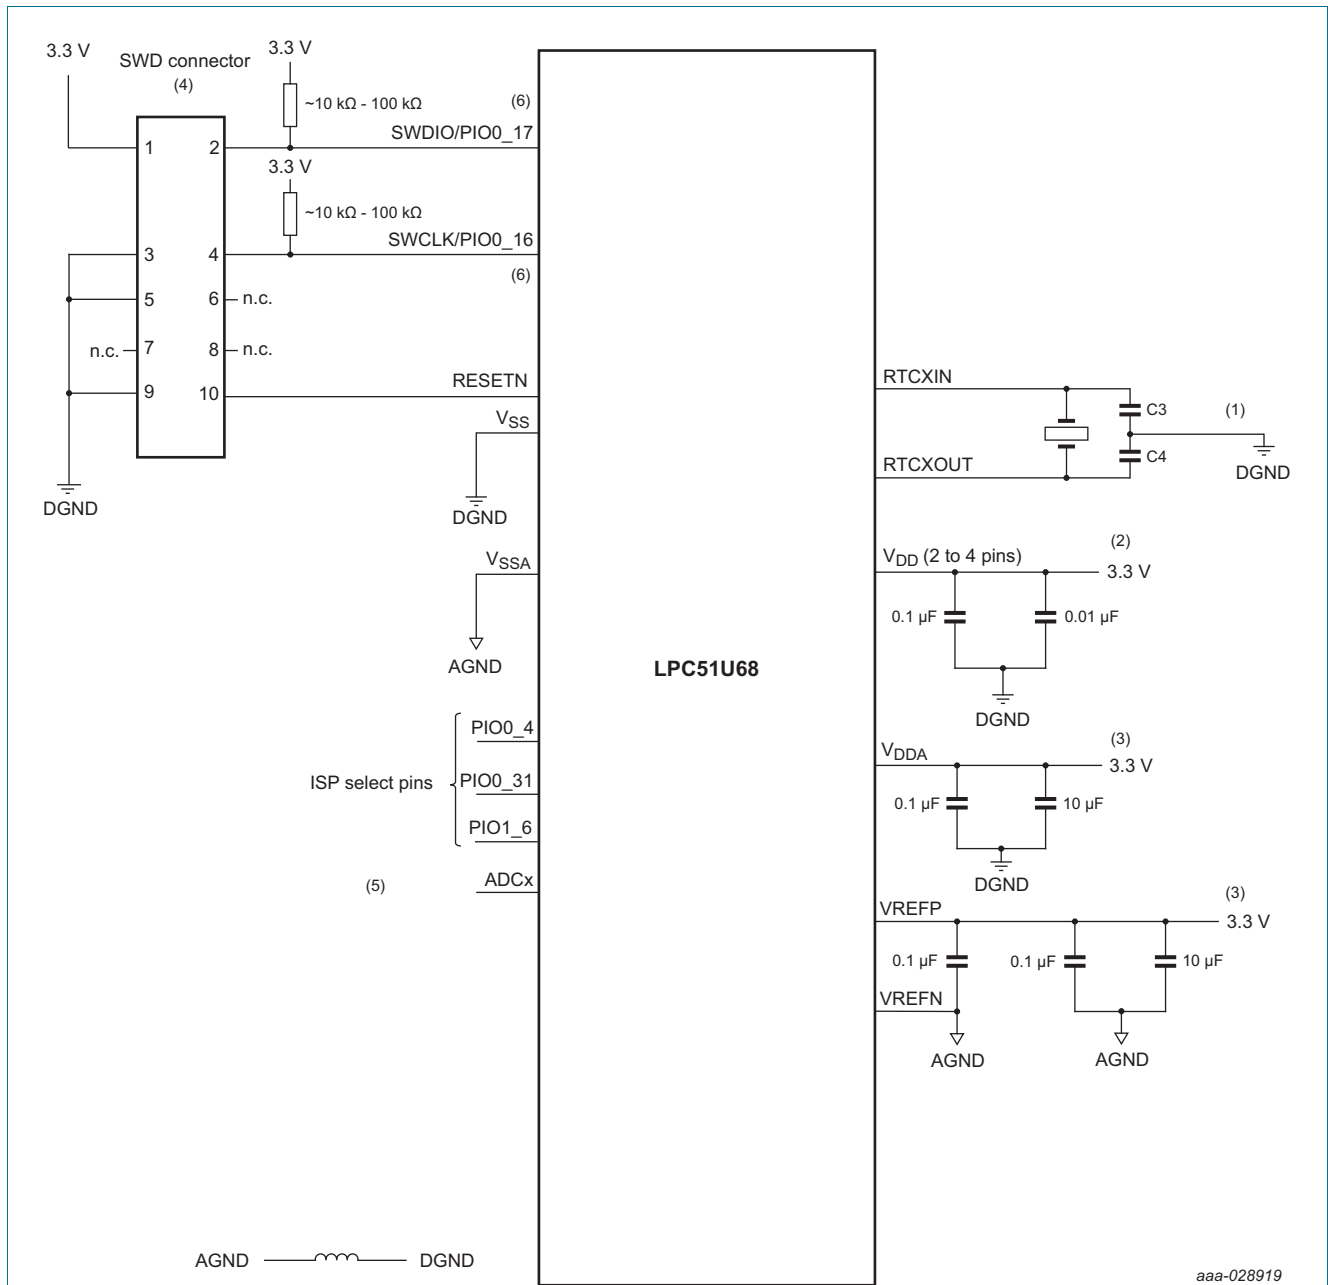 3.3 V
SWD connector
(4)
3.3 V
~10 kΩ - 100 kΩ
(6)
SWDIO/PIO0_17
1
2
3.3 V
~10 kΩ - 100 kΩ
SWCLK/PIO0_16
(6)
3
4
5
6
n.c.
n.c.
7
8
n.c.
9
10
RESETN
VSS
DGND
DGND
VSSA
AGND
ISP select pins
PIO0_4
PIO0_31
PIO1_6
(5)
ADCx
LPC51U68
RTCXIN
C3
(1)
C4
DGND
RTCXOUT
VDD (2 to 4 pins)
(2)
3.3 V
0.1 µF
0.01 µF
DGND
VDDA
(3)
3.3 V
0.1 µF
10 µF
DGND
VREFP
(3)
3.3 V
0.1 µF
0.1 µF
10 µF
VREFN
AGND
AGND
AGND
DGND
aaa-028919